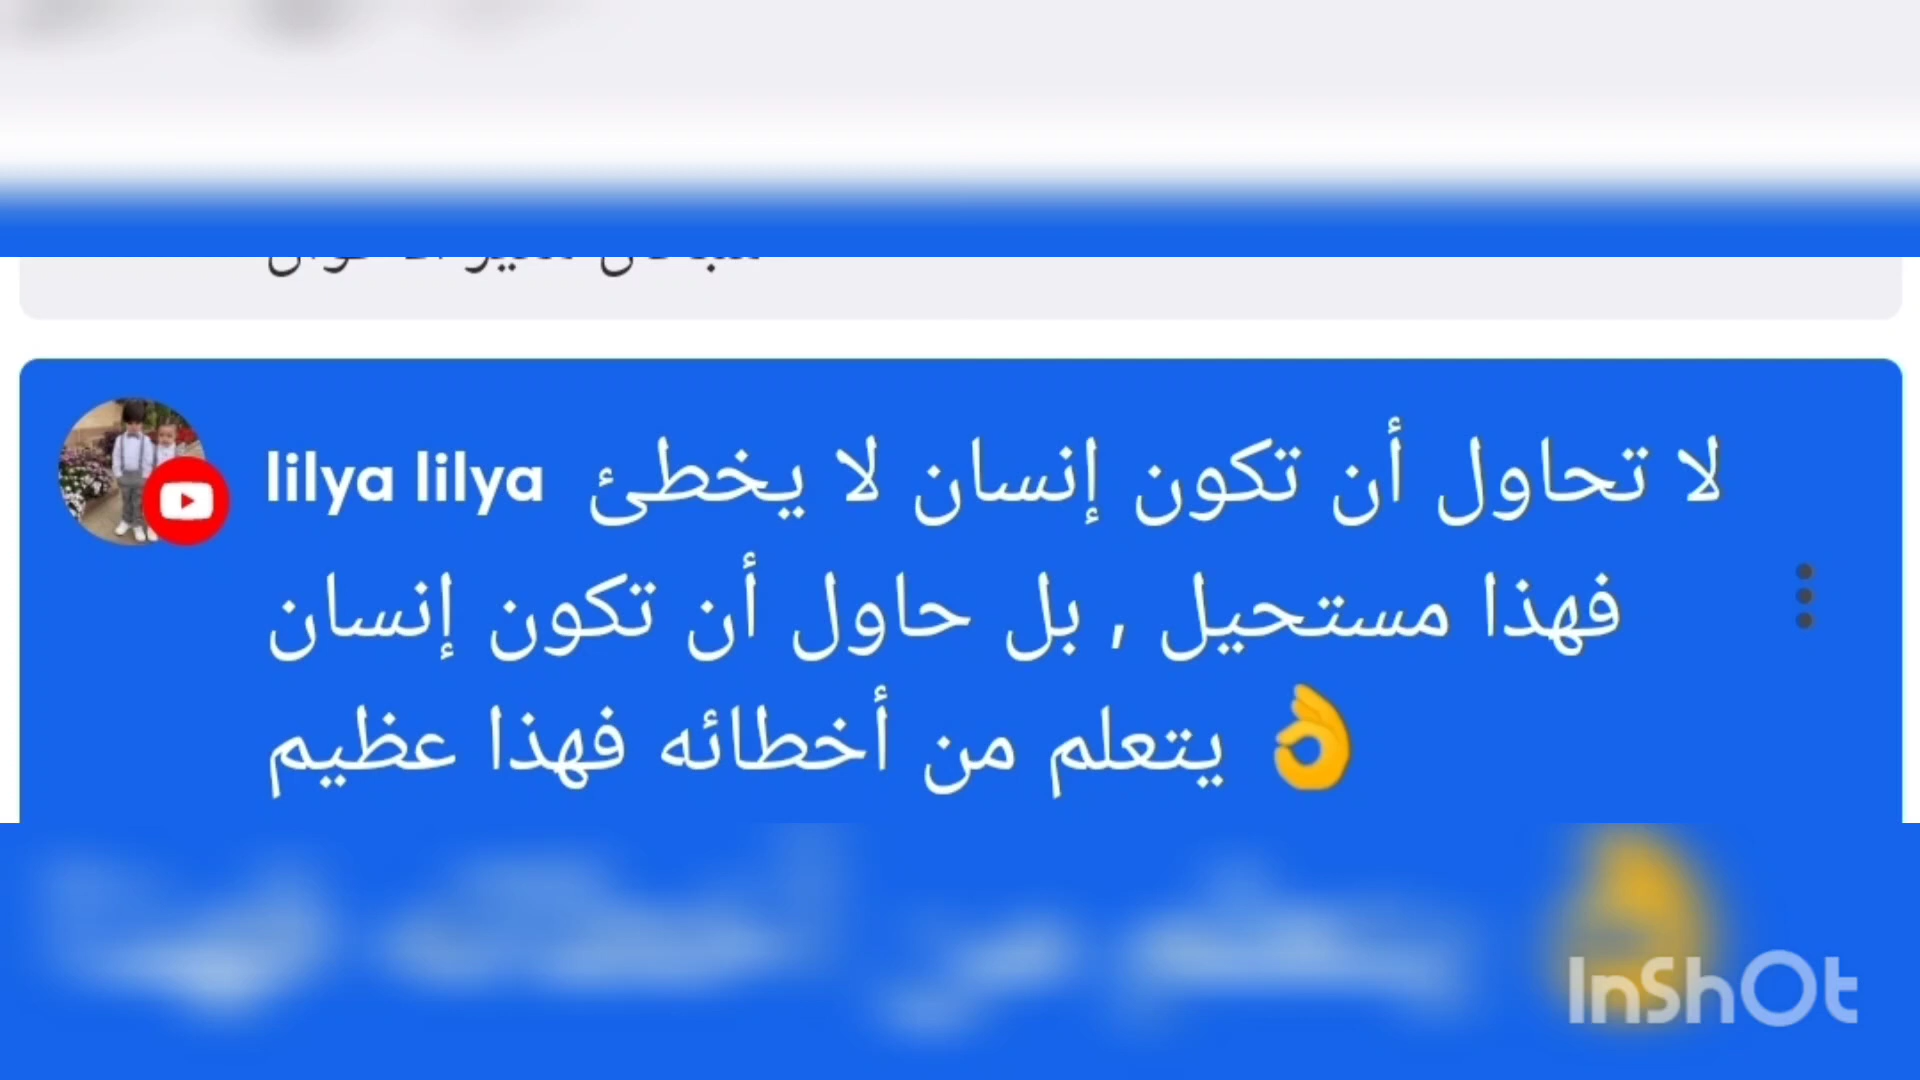 lilya lilya لا تحاول أن تكون إنسان لا يخطئ
فهذا مستحيل , بل حاول أن تكون إنسان
يتعلم من أخطائه فهذا عظيم 👌
InShOt